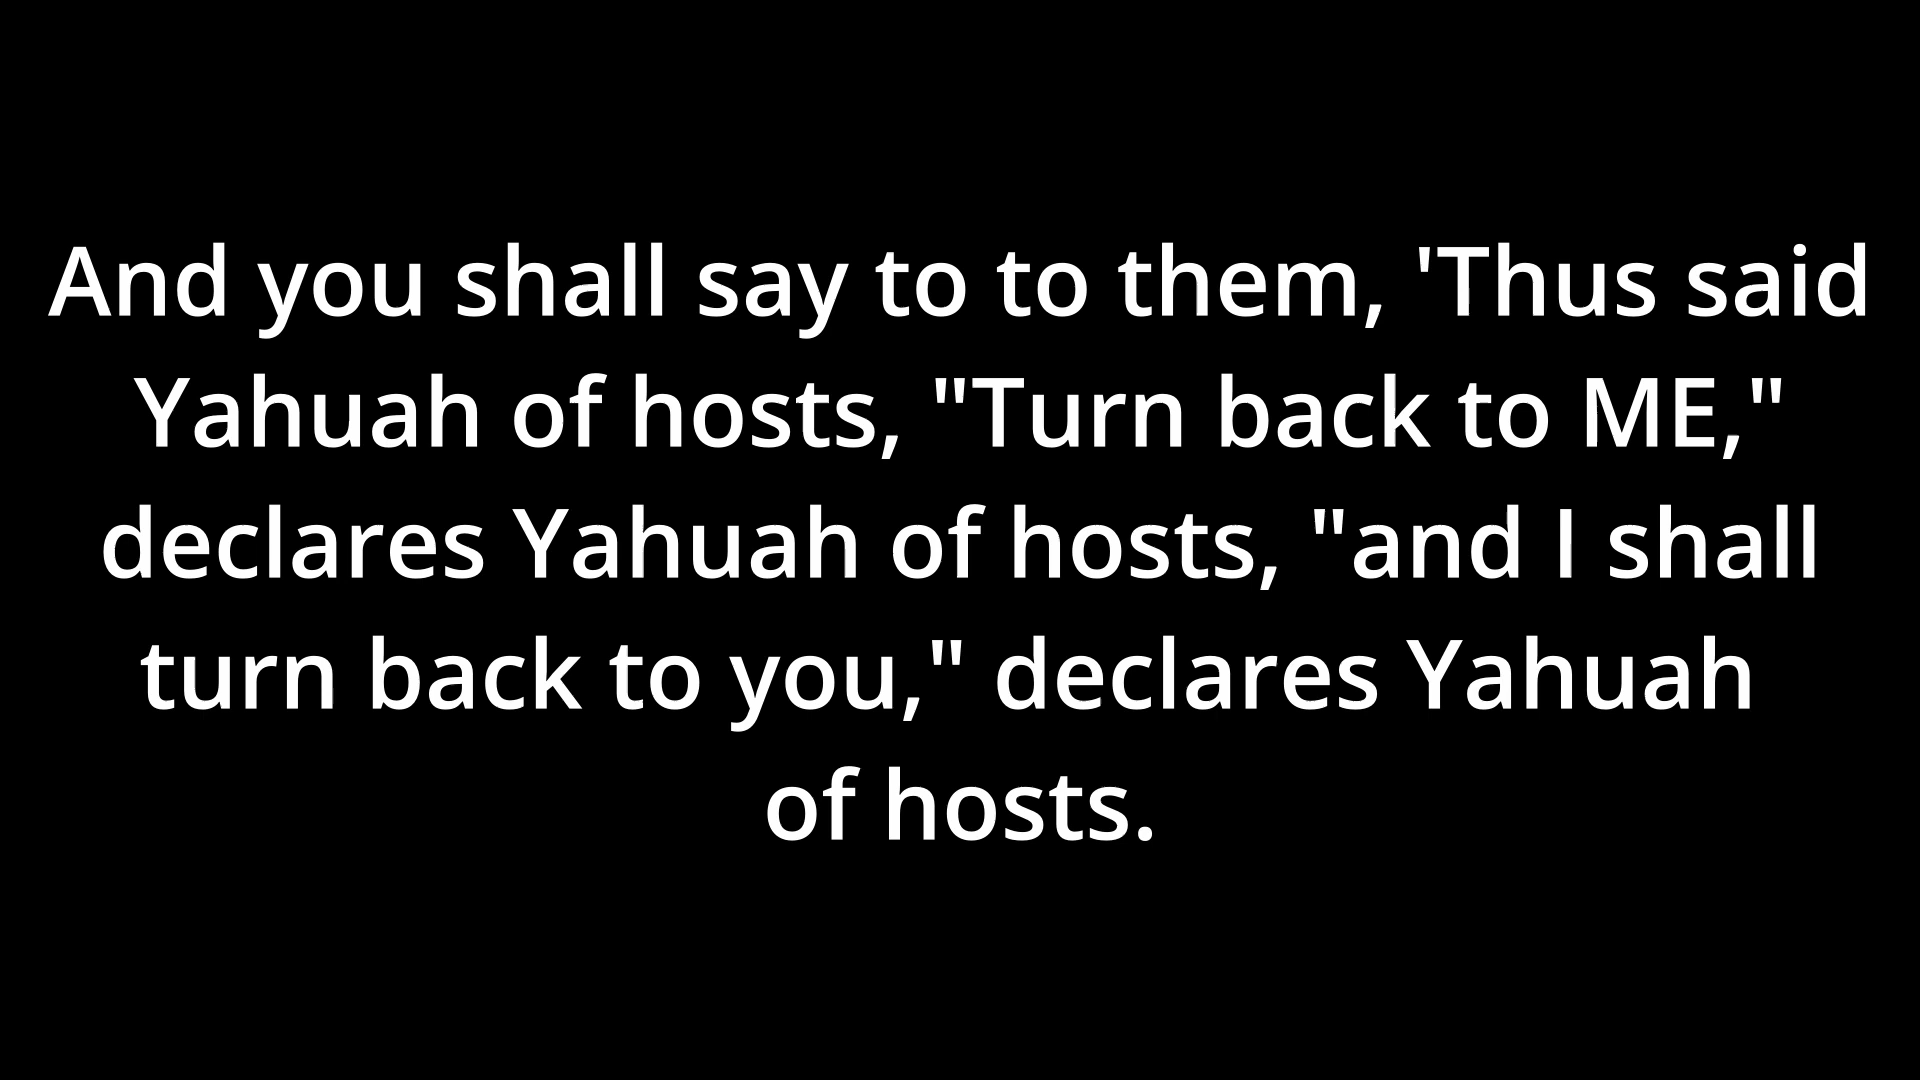 And you shall say to to them, 'Thus said
Yahuah of hosts, "Turn back to ME,"
declares Yahuah of hosts, "and I shall
turn back to you," declares Yahuah
of hosts.